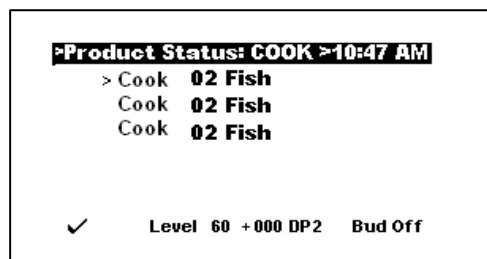 >Product Status: COOK >10:47 AM
> Cook 02 Fish
Cook 02 Fish
Cook 02 Fish
✓ Level 60 +000 DP2 Bud Off